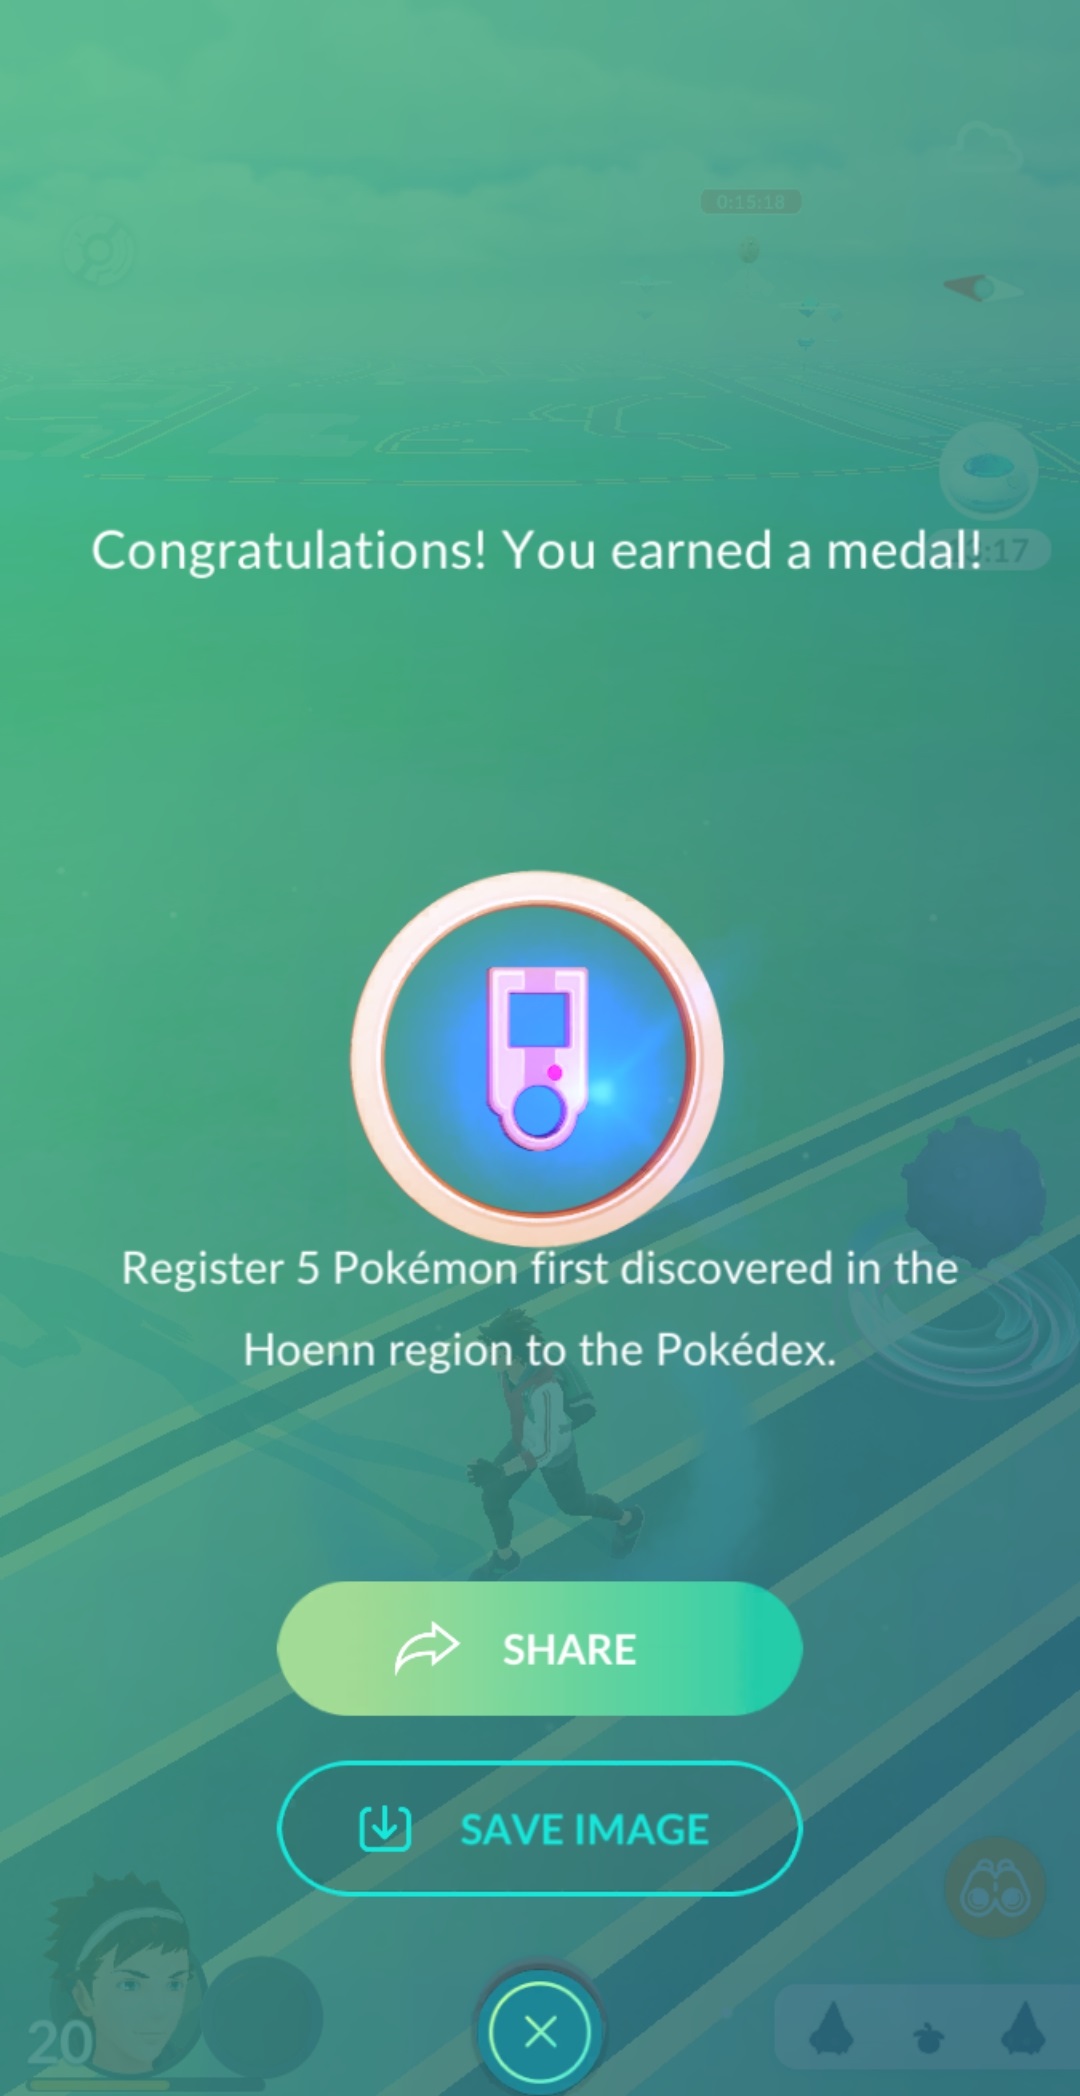 0:15:18
Congratulations! You earned a medal!
:17
Register 5 Pokémon first discovered in the
Hoenn region to the Pokédex.
SHARE
SAVE IMAGE
20